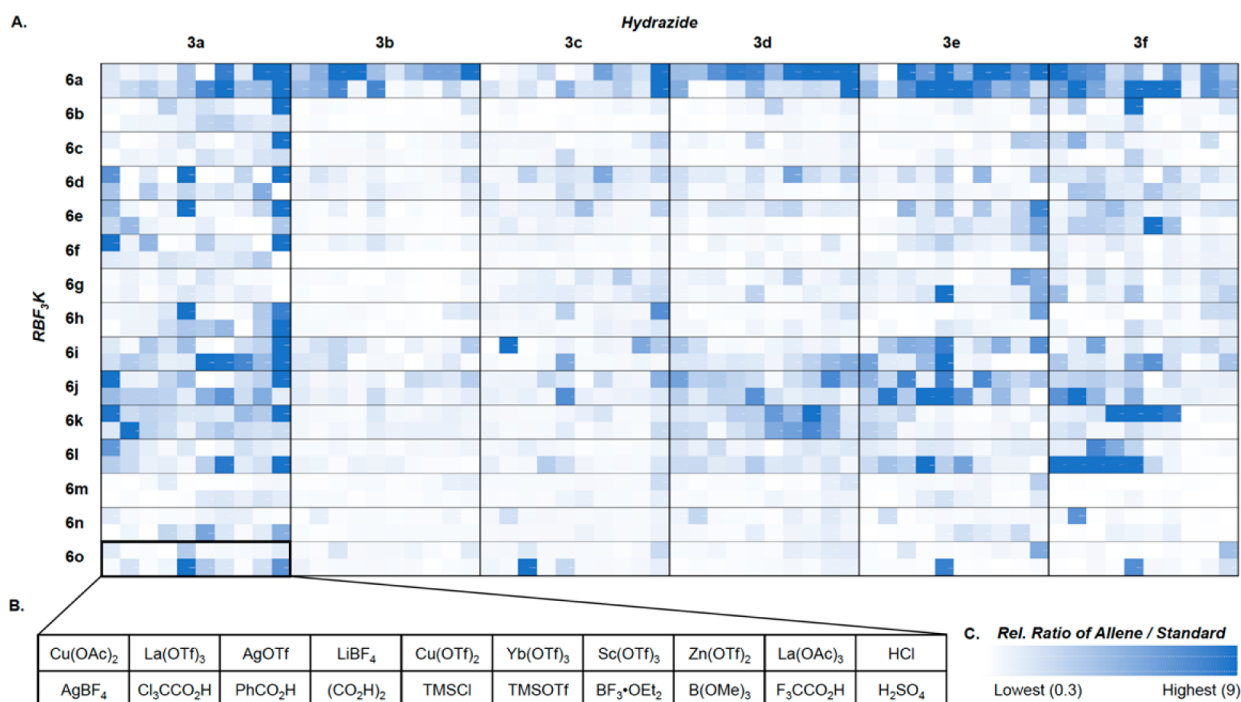 A.
Hydrazide
3a 3b 3c 3d 3e 3f
RBF₃K
6a
6b
6c
6d
6e
6f
6g
6h
6i
6j
6k
6l
6m
6n
6o
B.
Cu(OAc)₂ La(OTf)₃ AgOTf LiBF₄ Cu(OTf)₂ Yb(OTf)₃ Sc(OTf)₃ Zn(OTf)₂ La(OAc)₃ HCl
AgBF₄ Cl₃CCO₂H PhCO₂H (CO₂H)₂ TMSCl TMSOTf BF₃•OEt₂ B(OMe)₃ F₃CCO₂H H₂SO₄
C. Rel. Ratio of Allene / Standard
Lowest (0.3) Highest (9)